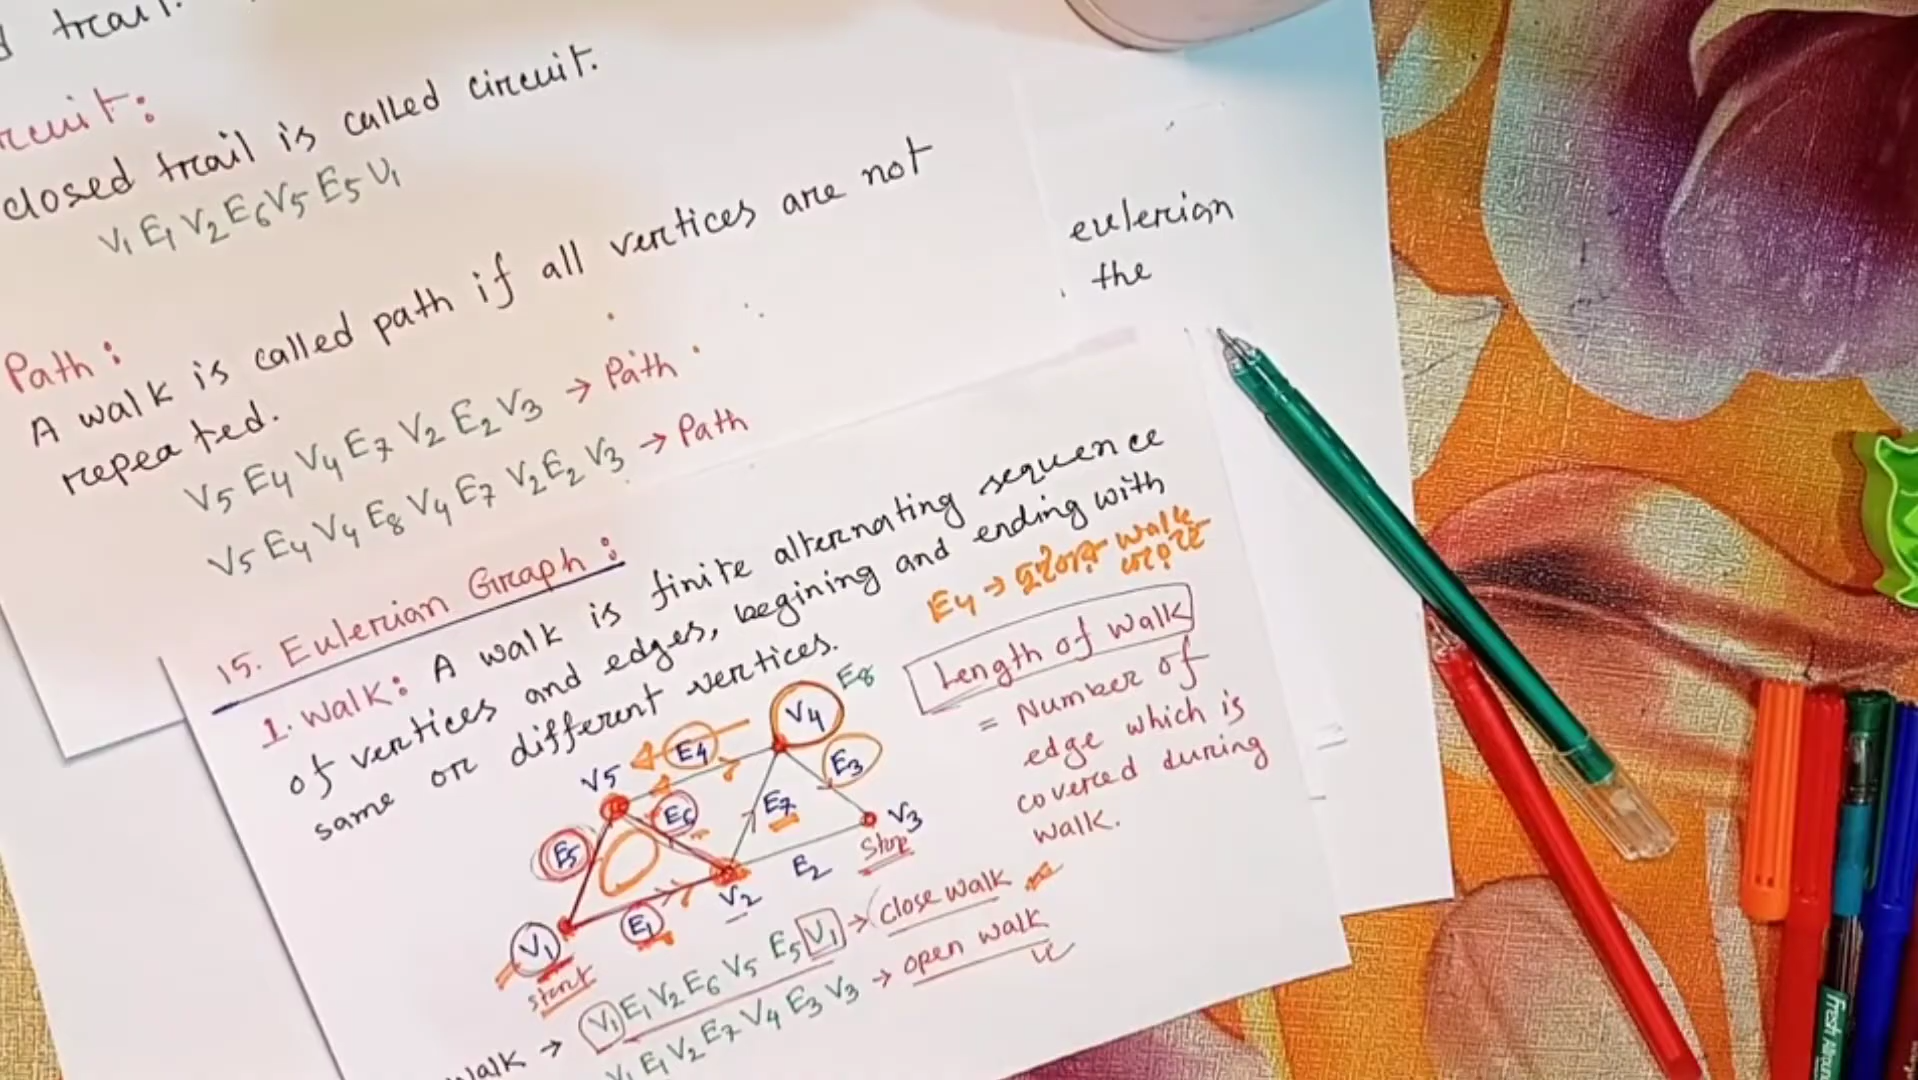 trail.
rcuit:
closed trail is called circuit.
V1 E1 V2 E6 V5 E5 V1
Path:
A walk is called path if all vertices are not
repeated.
V5 E4 V4 E7 V2 E2 V3 → Path
V5 E4 V4 E8 V4 E7 V2 E2 V3 → Path
eulerian
the
15. Eulerian Graph:
1. Walk: A walk is finite alternating sequence
of vertices and edges, begining and ending with
same or different vertices.
E4 → walk
Length of walk
= Number of
edge which is
covered during
walk.
E8
V4
E4
E3
V5
E6
E7
V3
Stop
E5
E2
V2
E1
V1
start
walk → V1 E1 V2 E6 V5 E5 V1 → close walk
V1 E1 V2 E7 V4 E3 V3 → open walk